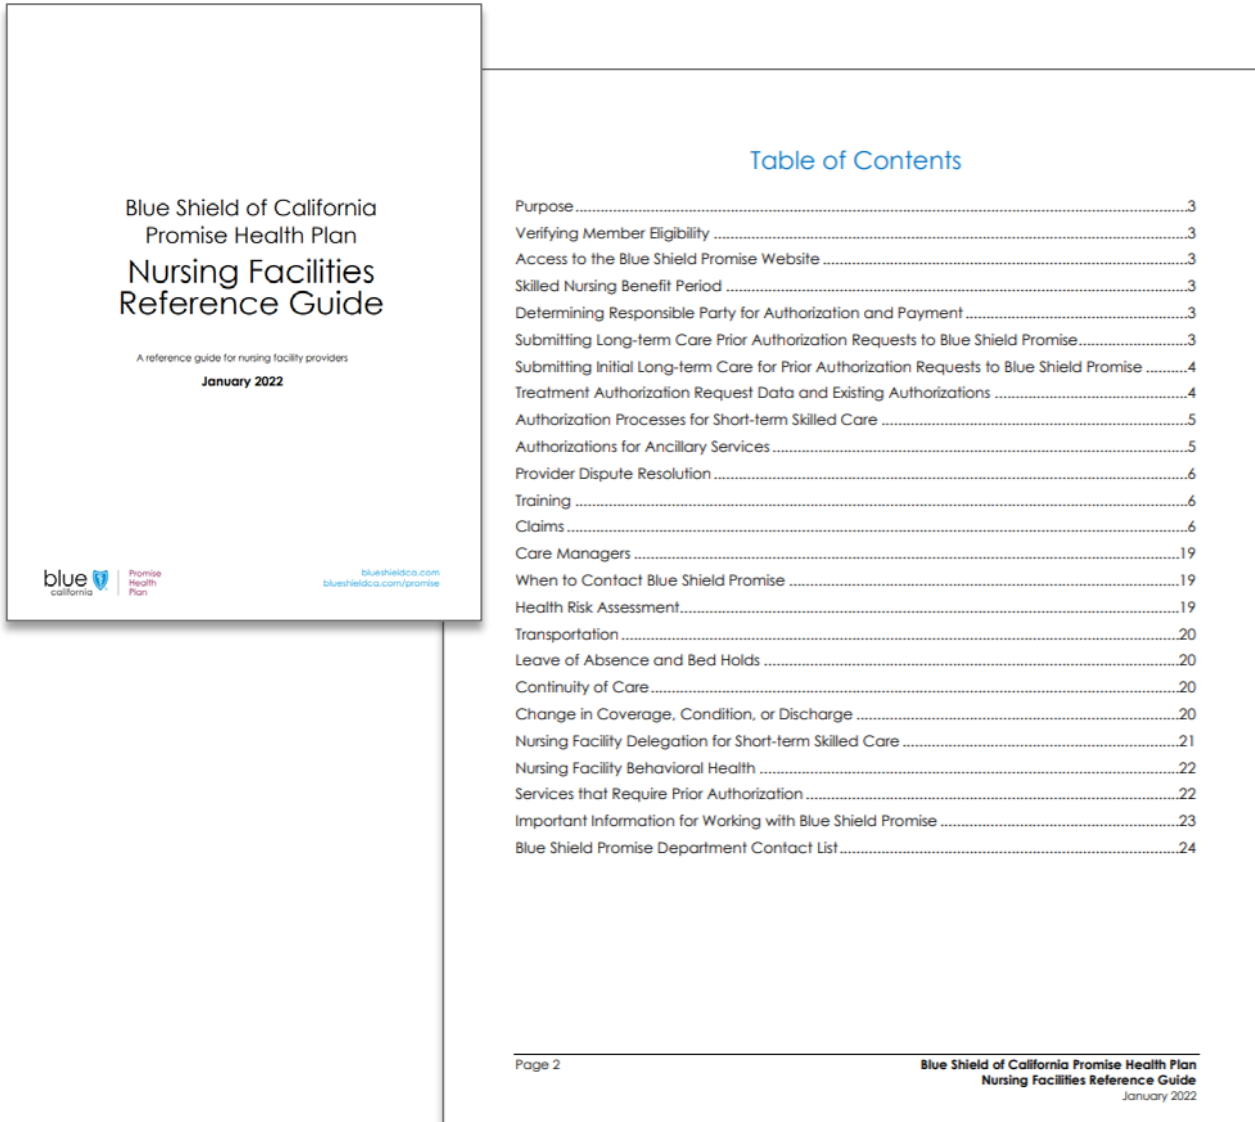 Blue Shield of California
Promise Health Plan
Nursing Facilities
Reference Guide
A reference guide for nursing facility providers
January 2022
blue
california
Promise
Health
Plan
blueshieldca.com
blueshieldca.com/promise
Table of Contents
Purpose 3
Verifying Member Eligibility 3
Access to the Blue Shield Promise Website 3
Skilled Nursing Benefit Period 3
Determining Responsible Party for Authorization and Payment 3
Submitting Long-term Care Prior Authorization Requests to Blue Shield Promise 3
Submitting Initial Long-term Care for Prior Authorization Requests to Blue Shield Promise 4
Treatment Authorization Request Data and Existing Authorizations 4
Authorization Processes for Short-term Skilled Care 5
Authorizations for Ancillary Services 5
Provider Dispute Resolution 6
Training 6
Claims 6
Care Managers 19
When to Contact Blue Shield Promise 19
Health Risk Assessment 19
Transportation 20
Leave of Absence and Bed Holds 20
Continuity of Care 20
Change in Coverage, Condition, or Discharge 20
Nursing Facility Delegation for Short-term Skilled Care 21
Nursing Facility Behavioral Health 22
Services that Require Prior Authorization 22
Important Information for Working with Blue Shield Promise 23
Blue Shield Promise Department Contact List 24
Page 2
Blue Shield of California Promise Health Plan
Nursing Facilities Reference Guide
January 2022